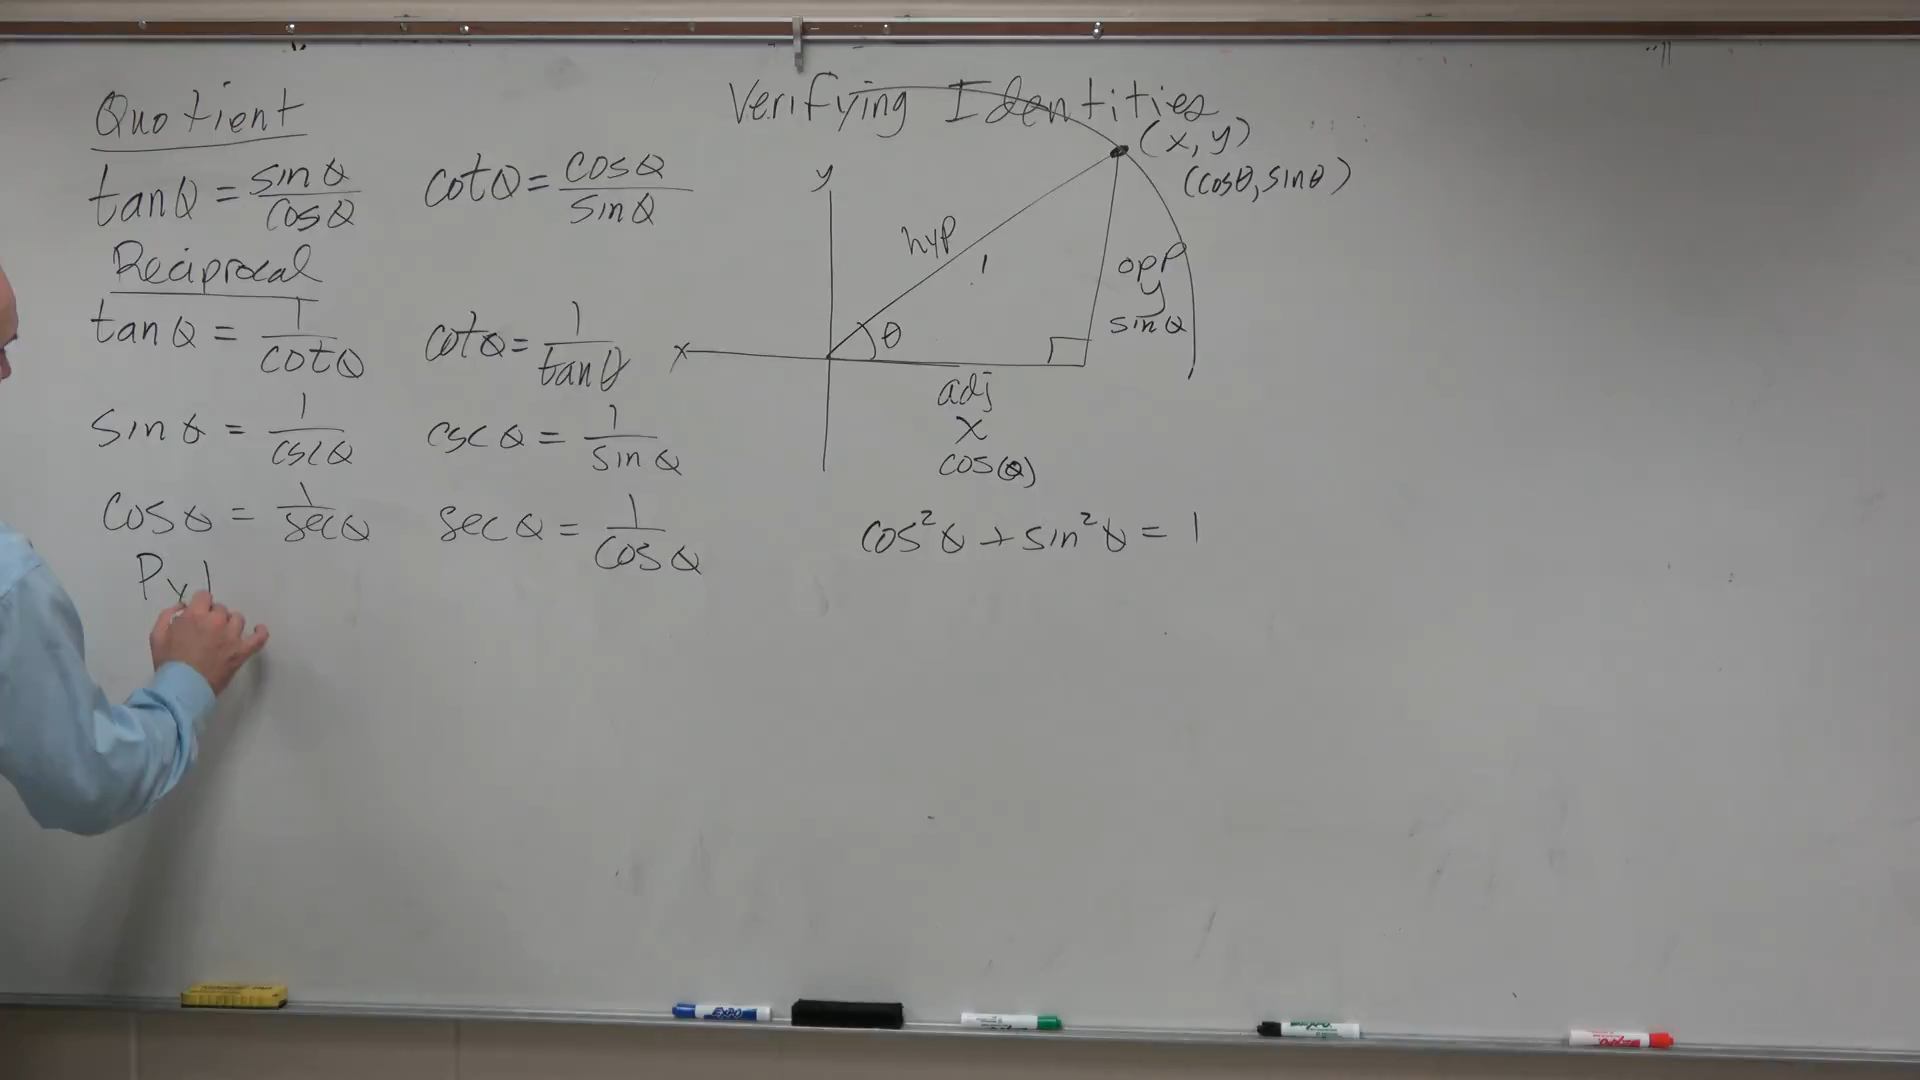 Verifying Identities
Quotient
tanθ = sinθ/cosθ cotθ = cosθ/sinθ
Reciprocal
tanθ = 1/cotθ cotθ = 1/tanθ
sinθ = 1/cscθ cscθ = 1/sinθ
cosθ = 1/secθ secθ = 1/cosθ
Py
(x, y)
(cosθ, sinθ)
y
hyp
1
opp
y
sinθ
θ
x
adj
x
cos(θ)
cos²θ + sin²θ = 1
EXPO